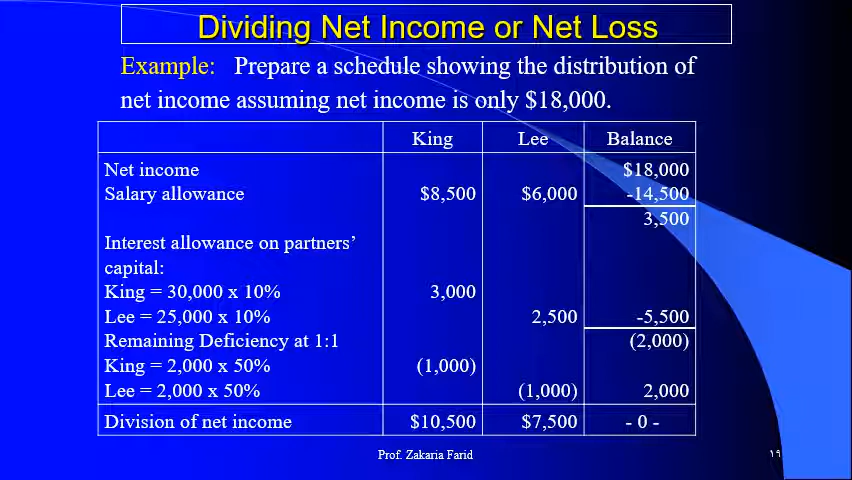 Dividing Net Income or Net Loss
Example: Prepare a schedule showing the distribution of
net income assuming net income is only $18,000.
King Lee Balance
Net income $18,000
Salary allowance $8,500 $6,000 -14,500
3,500
Interest allowance on partners’
capital:
King = 30,000 x 10% 3,000
Lee = 25,000 x 10% 2,500 -5,500
Remaining Deficiency at 1:1 (2,000)
King = 2,000 x 50% (1,000)
Lee = 2,000 x 50% (1,000) 2,000
Division of net income $10,500 $7,500 - 0 -
Prof. Zakaria Farid ١٩